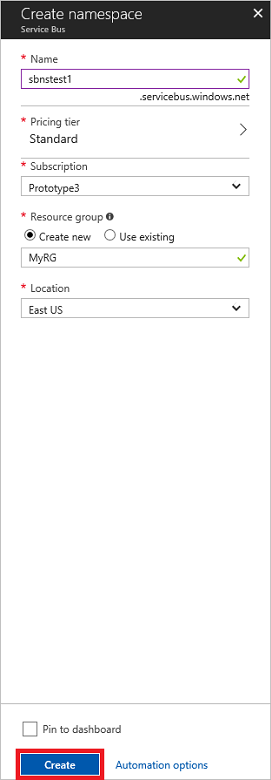 Create namespace
Service Bus
* Name
sbnstest1
.servicebus.windows.net
* Pricing tier
Standard
* Subscription
Prototype3
* Resource group
Create new Use existing
MyRG
* Location
East US
Pin to dashboard
Create Automation options